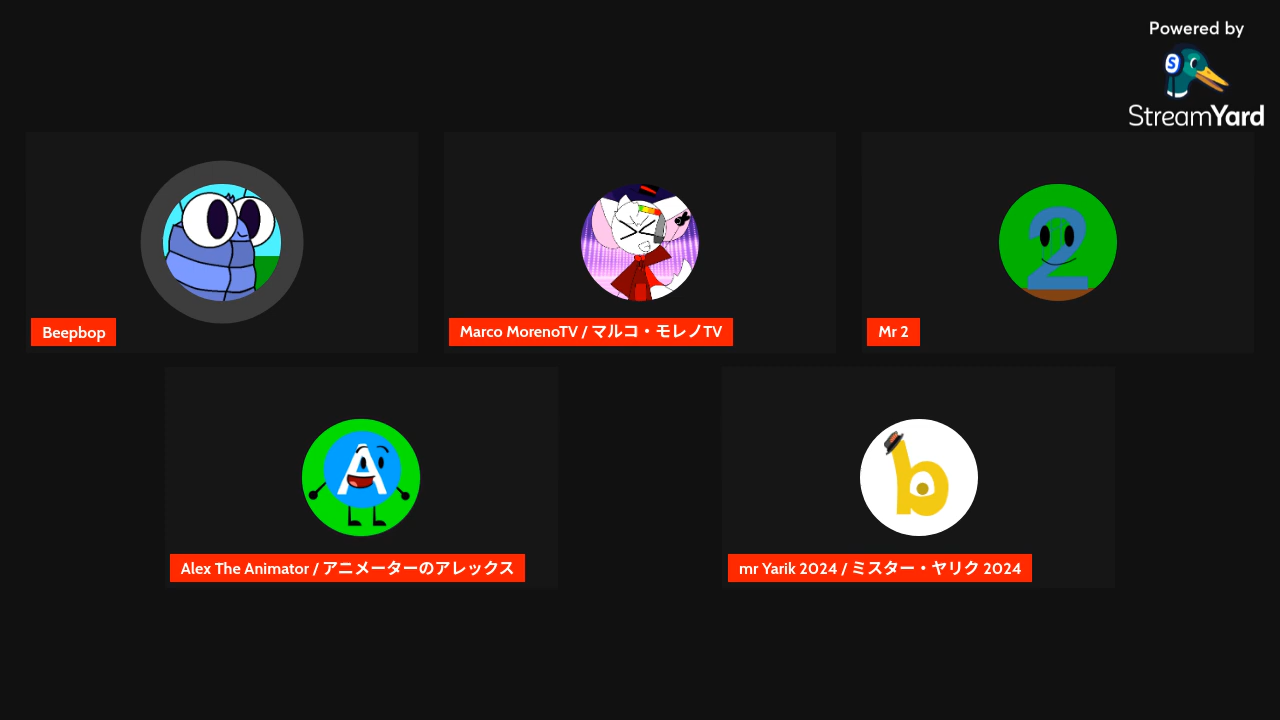 Powered by
StreamYard
Beepbop
Marco MorenoTV / マルコ・モレノTV
Mr 2
Alex The Animator / アニメーターのアレックス
mr Yarik 2024 / ミスター・ヤリク 2024
S
2
A
b